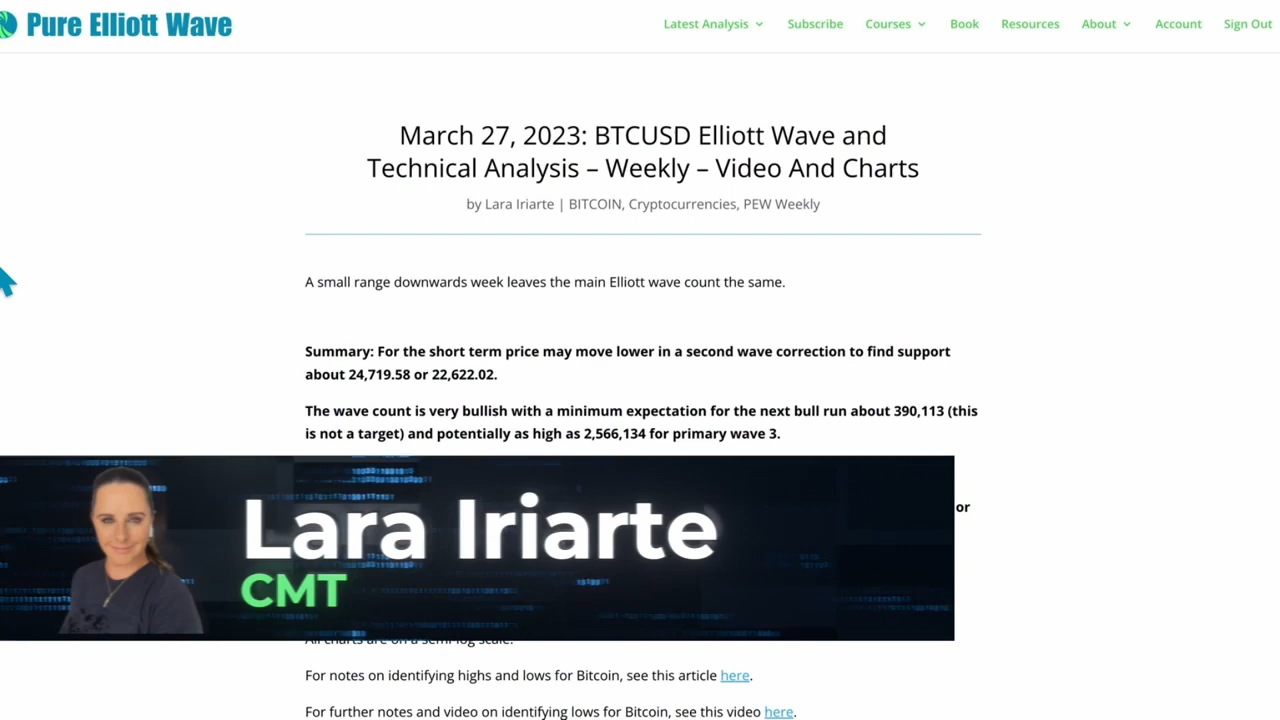 Pure Elliott Wave
Latest Analysis Subscribe Courses Book Resources About Account Sign Out
March 27, 2023: BTCUSD Elliott Wave and
Technical Analysis – Weekly – Video And Charts
by Lara Iriarte | BITCOIN, Cryptocurrencies, PEW Weekly
A small range downwards week leaves the main Elliott wave count the same.
Summary: For the short term price may move lower in a second wave correction to find support
about 24,719.58 or 22,622.02.
The wave count is very bullish with a minimum expectation for the next bull run about 390,113 (this
is not a target) and potentially as high as 2,566,134 for primary wave 3.
or
Lara Iriarte
CMT
All charts are on a semi-log scale.
For notes on identifying highs and lows for Bitcoin, see this article here.
For further notes and video on identifying lows for Bitcoin, see this video here.